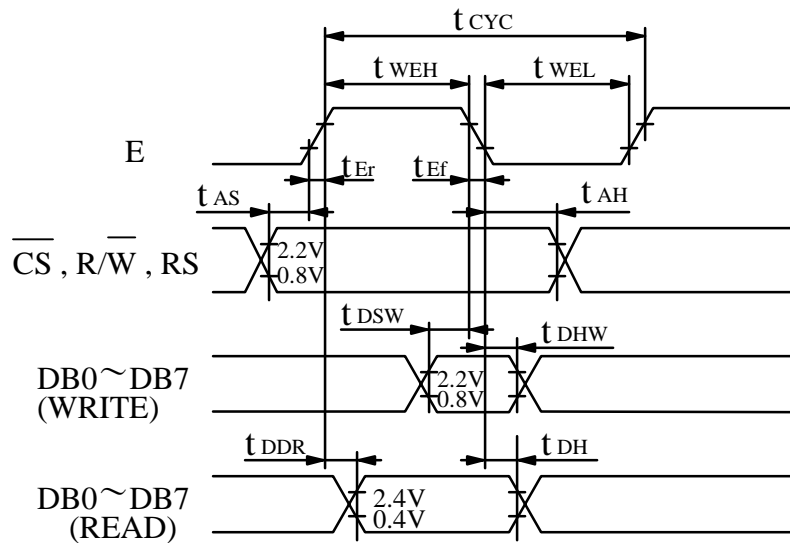 t CYC
t WEH t WEL
E
t Er t Ef
t AS t AH
C̅S̅ , R/W̅ , RS
2.2V
0.8V
t DSW t DHW
DB0～DB7
(WRITE)
2.2V
0.8V
t DDR t DH
DB0～DB7
(READ)
2.4V
0.4V